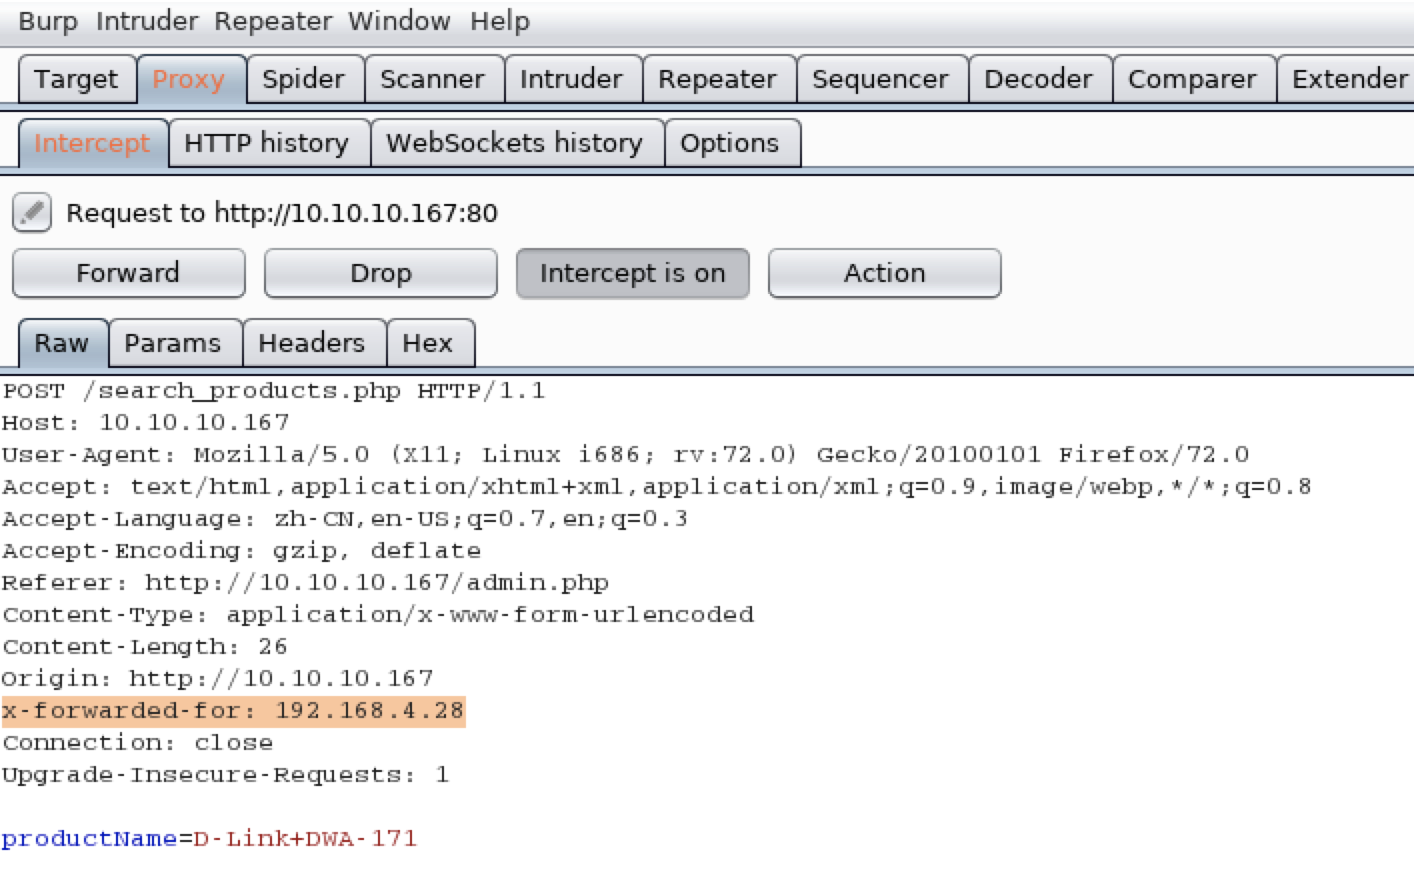 Burp Intruder Repeater Window Help
Target Proxy Spider Scanner Intruder Repeater Sequencer Decoder Comparer Extender
Intercept HTTP history WebSockets history Options
Request to http://10.10.10.167:80
Forward Drop Intercept is on Action
Raw Params Headers Hex
POST /search_products.php HTTP/1.1
Host: 10.10.10.167
User-Agent: Mozilla/5.0 (X11; Linux i686; rv:72.0) Gecko/20100101 Firefox/72.0
Accept: text/html,application/xhtml+xml,application/xml;q=0.9,image/webp,*/*;q=0.8
Accept-Language: zh-CN,en-US;q=0.7,en;q=0.3
Accept-Encoding: gzip, deflate
Referer: http://10.10.10.167/admin.php
Content-Type: application/x-www-form-urlencoded
Content-Length: 26
Origin: http://10.10.10.167
x-forwarded-for: 192.168.4.28
Connection: close
Upgrade-Insecure-Requests: 1
productName=D-Link+DWA-171